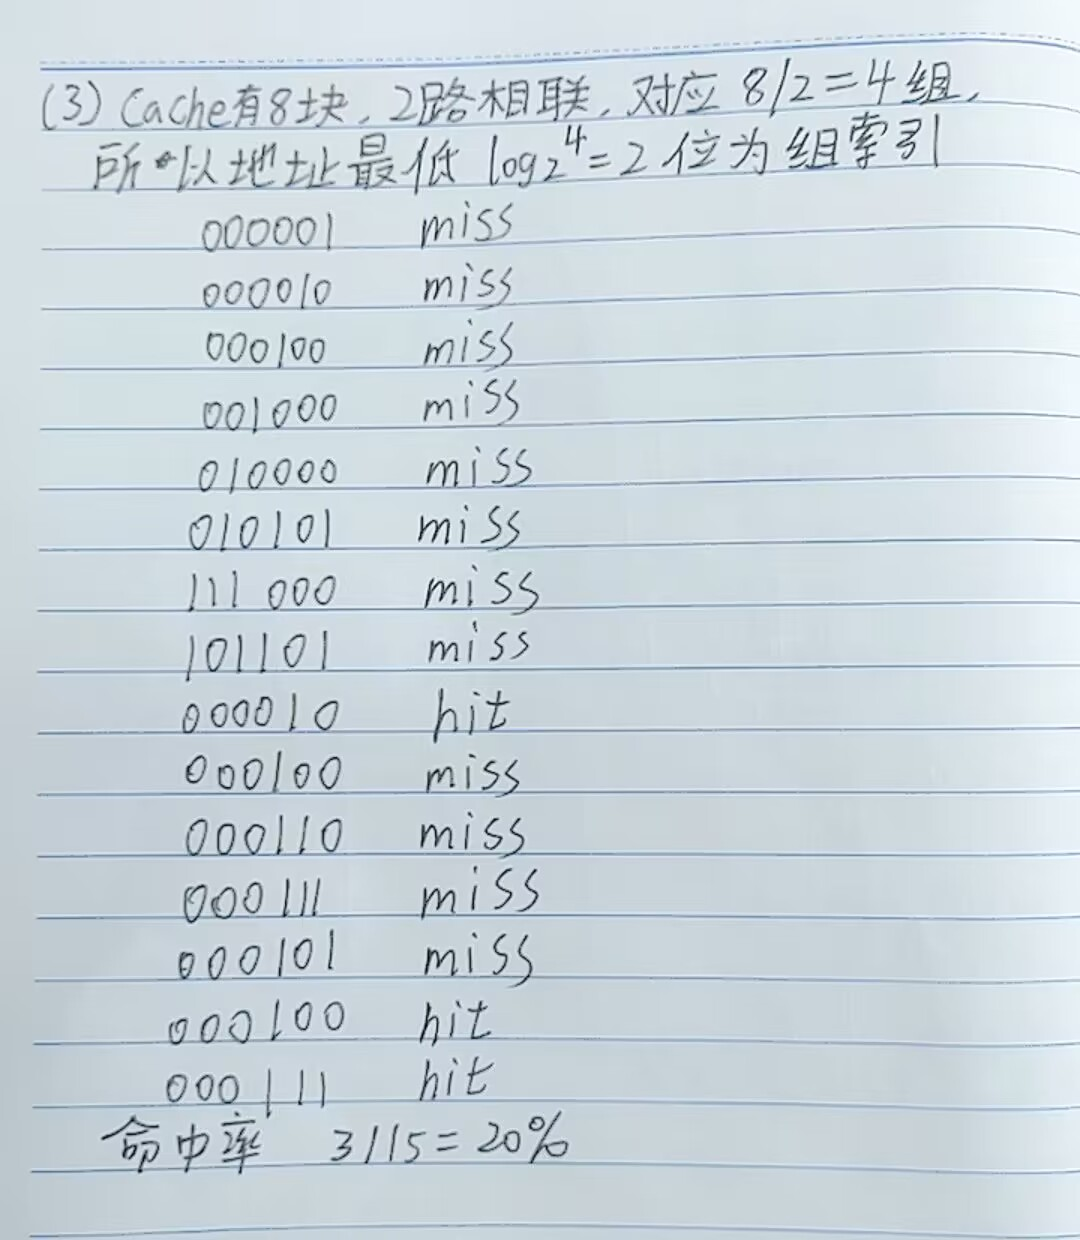 (3) Cache有8块，2路相联，对应 8/2=4组，
所以地址最低 log₂4=2 位为组索引
000001 miss
000010 miss
000100 miss
001000 miss
010000 miss
010101 miss
111000 miss
101101 miss
000010 hit
000100 miss
000110 miss
000111 miss
000101 miss
000100 hit
000111 hit
命中率 3/15=20%